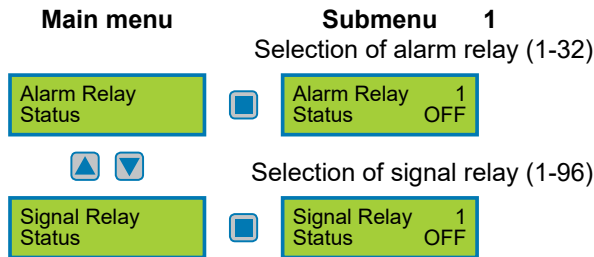 Main menu Submenu 1
Selection of alarm relay (1-32)
Alarm Relay Alarm Relay 1
Status Status OFF
Selection of signal relay (1-96)
Signal Relay Signal Relay 1
Status Status OFF